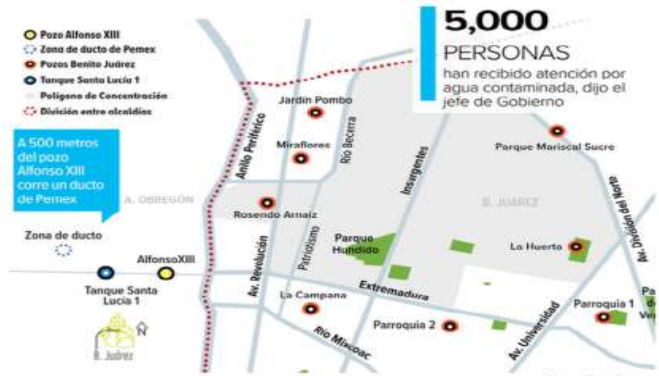 Pozo Alfonso XIII
Zona de ducto de Pemex
Pozos Benito Juárez
Tanque Santa Lucía 1
Polígono de Concentración
División entre alcaldías
5,000
PERSONAS
han recibido atención por
agua contaminada, dijo el
jefe de Gobierno
A 500 metros
del pozo
Alfonso XIII
corre un ducto
de Pemex
A. OBREGÓN
Anillo Periférico
Jardín Pombo
Miraflores
Río Becerra
Insurgentes
Parque Mariscal Sucre
B. JUÁREZ
Av. División del Norte
Rosendo Arnaiz
Zona de ducto
Alfonso XIII
Tanque Santa
Lucía 1
Av. Revolución
Patriotismo
Parque
Hundido
La Huerta
Extremadura
La Campana
Río Mixcoac
Parroquia 2
Av. Universidad
Parroquia 1
Pa
d
Ve
B. Juárez
N